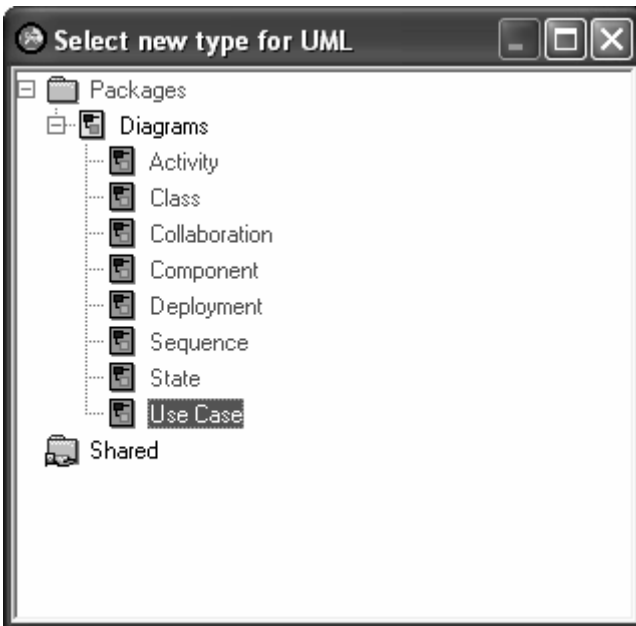 Select new type for UML
Packages
Diagrams
Activity
Class
Collaboration
Component
Deployment
Sequence
State
Use Case
Shared